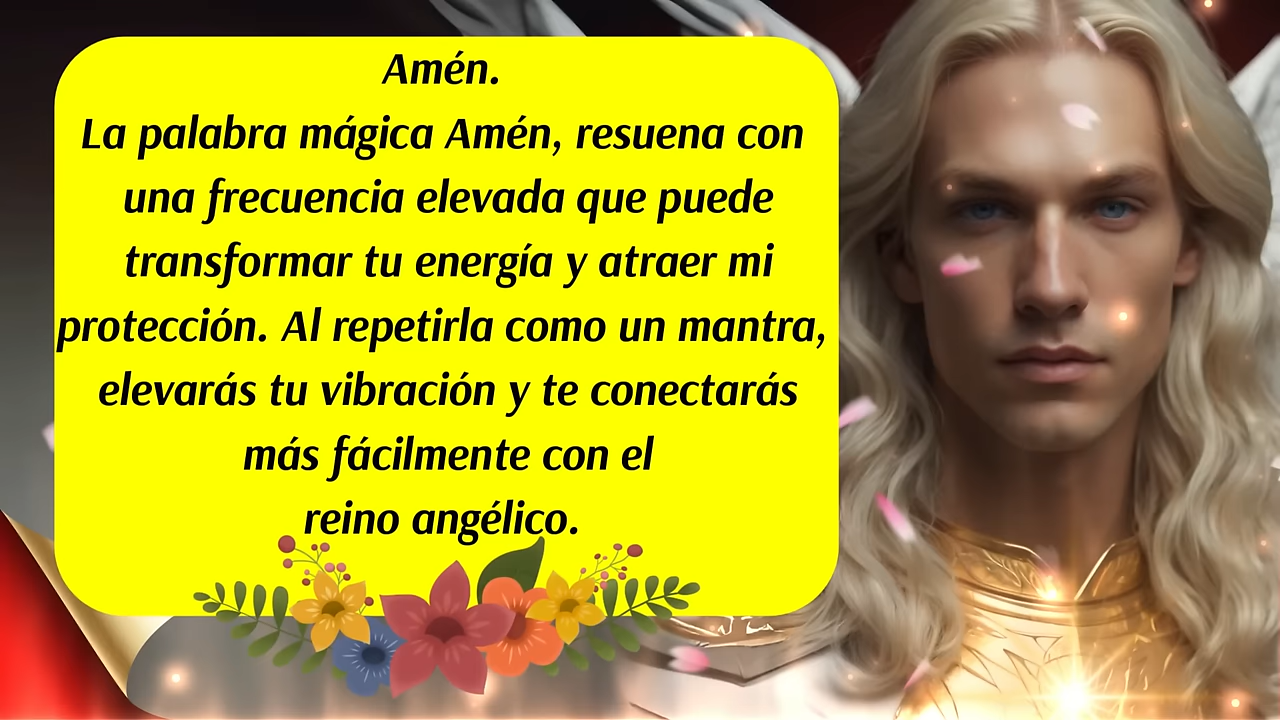 Amén.
La palabra mágica Amén, resuena con
una frecuencia elevada que puede
transformar tu energía y atraer mi
protección. Al repetirla como un mantra,
elevarás tu vibración y te conectarás
más fácilmente con el
reino angélico.